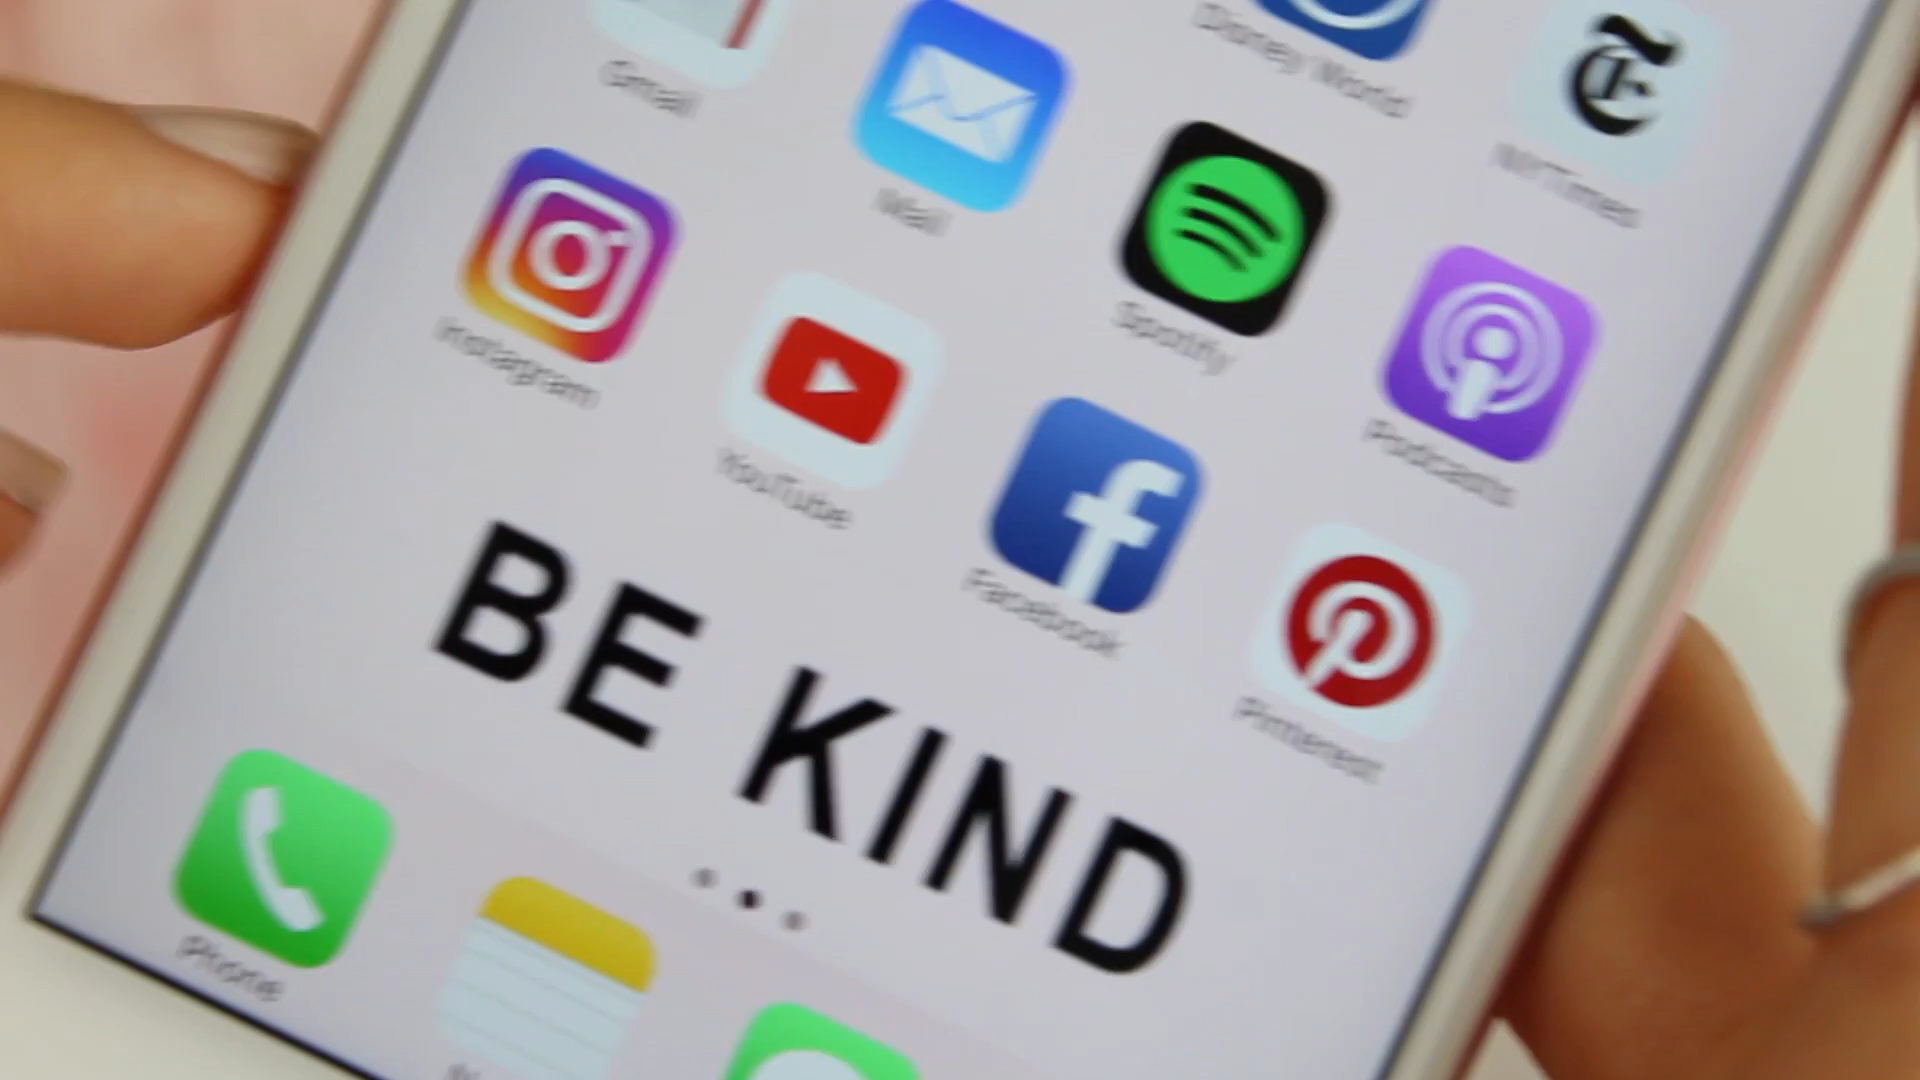 Gmail
Mail
Disney World
NYTimes
Instagram
YouTube
Spotify
Podcasts
Facebook
Pinterest
BE KIND
Phone